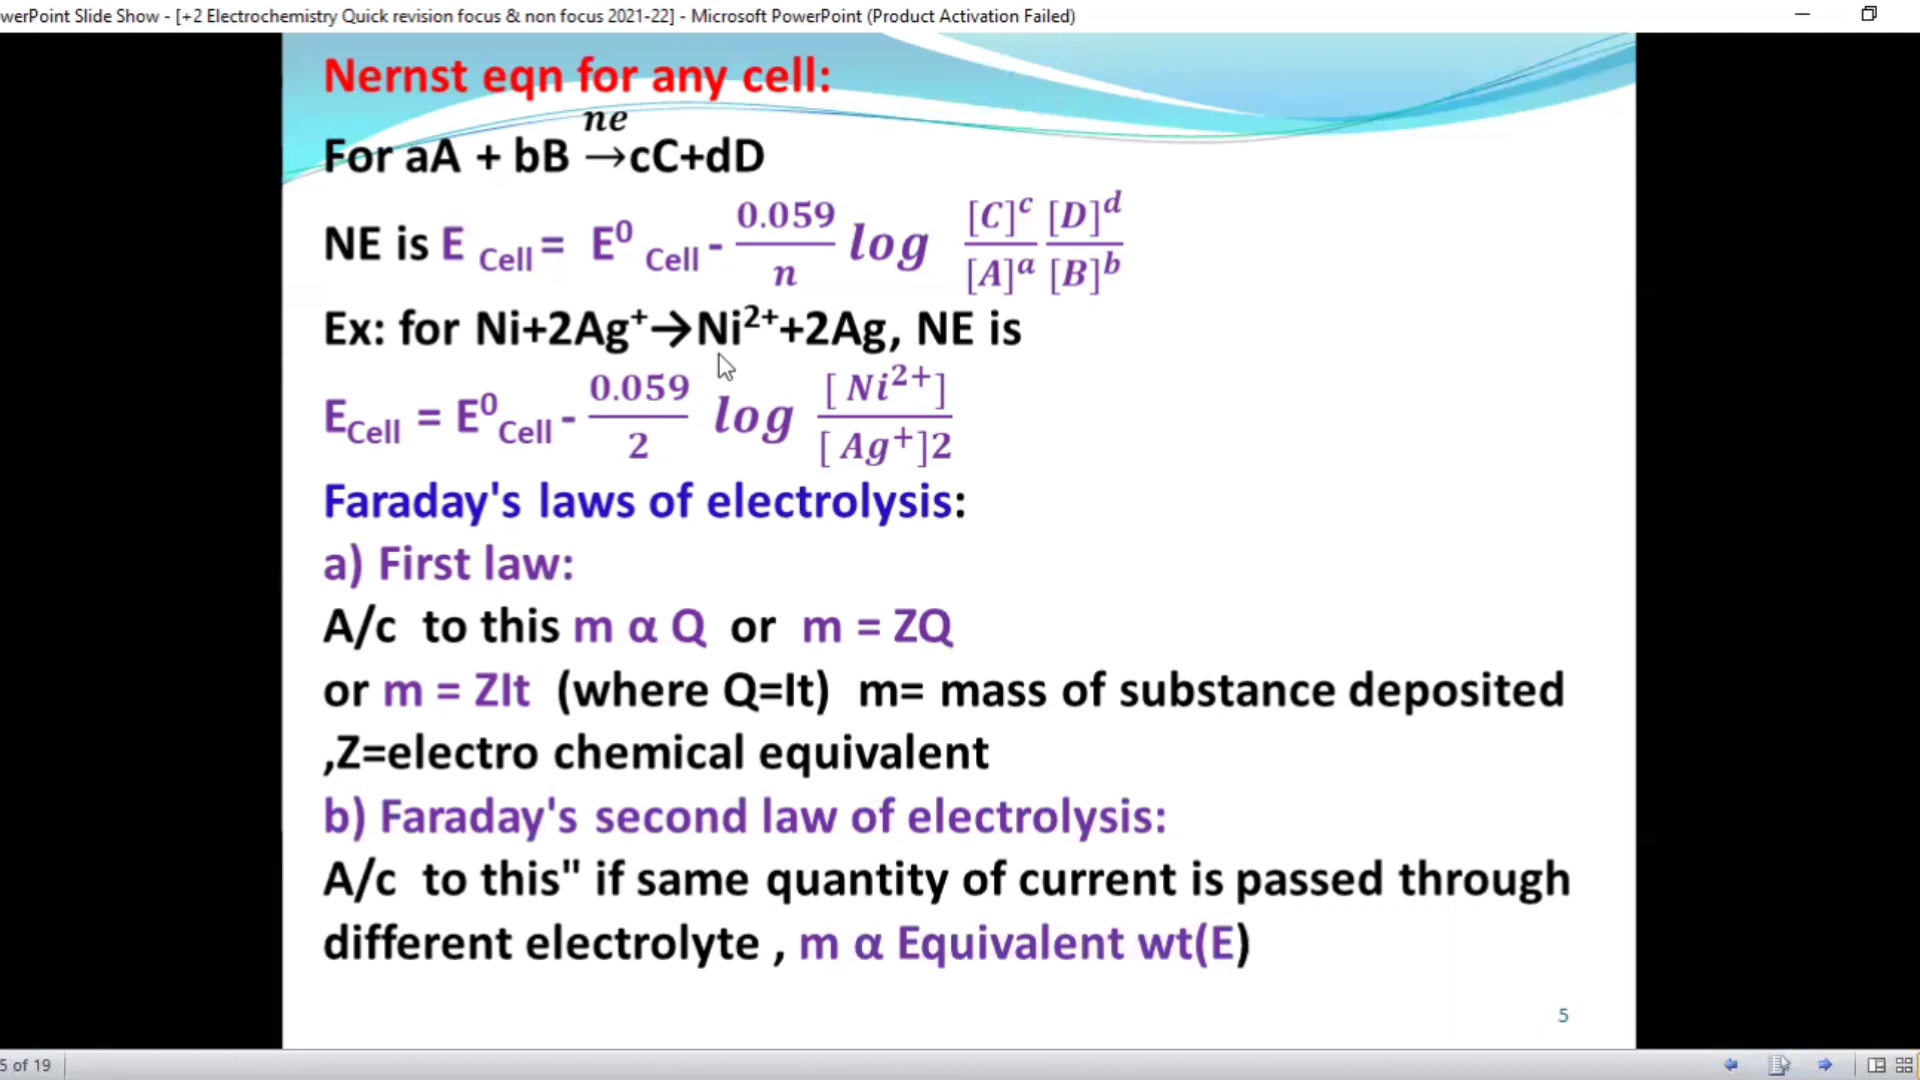 werPoint Slide Show - [+2 Electrochemistry Quick revision focus & non focus 2021-22] - Microsoft PowerPoint (Product Activation Failed)
Nernst eqn for any cell:
ne
For aA + bB →cC+dD
NE is E Cell = E⁰ Cell - 0.059/n log [C]ᶜ/[A]ᵃ [D]ᵈ/[B]ᵇ
Ex: for Ni+2Ag⁺→Ni²⁺+2Ag, NE is
ECell = E⁰Cell - 0.059/2 log [ Ni²⁺]/[ Ag⁺]2
Faraday's laws of electrolysis:
a) First law:
A/c to this m α Q or m = ZQ
or m = ZIt (where Q=It) m= mass of substance deposited
,Z=electro chemical equivalent
b) Faraday's second law of electrolysis:
A/c to this" if same quantity of current is passed through
different electrolyte , m α Equivalent wt(E)
5
5 of 19